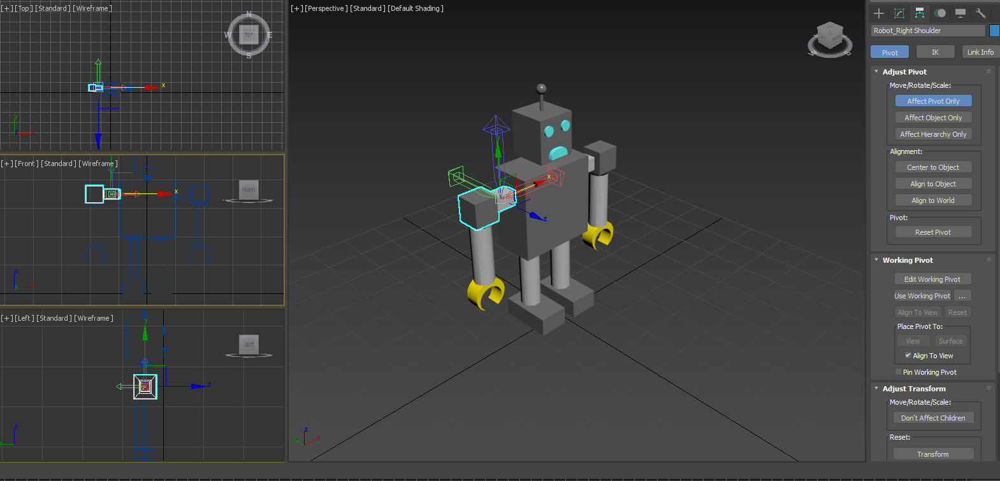 [+] [Top] [Standard] [Wireframe]
N
W
TOP
E
S
y
x
[+] [Perspective] [Standard] [Default Shading]
x
z
z
y
x
[+] [Front] [Standard] [Wireframe]
FRONT
x
z
[+] [Left] [Standard] [Wireframe]
y
LEFT
z
z
Robot_Right Shoulder
Pivot
IK
Link Info
Adjust Pivot
Move/Rotate/Scale:
Affect Pivot Only
Affect Object Only
Affect Hierarchy Only
Alignment:
Center to Object
Align to Object
Align to World
Pivot:
Reset Pivot
Working Pivot
Edit Working Pivot
Use Working Pivot
...
Align To View
Reset
Place Pivot To:
View
Surface
Align To View
Pin Working Pivot
Adjust Transform
Move/Rotate/Scale:
Don't Affect Children
Reset:
Transform